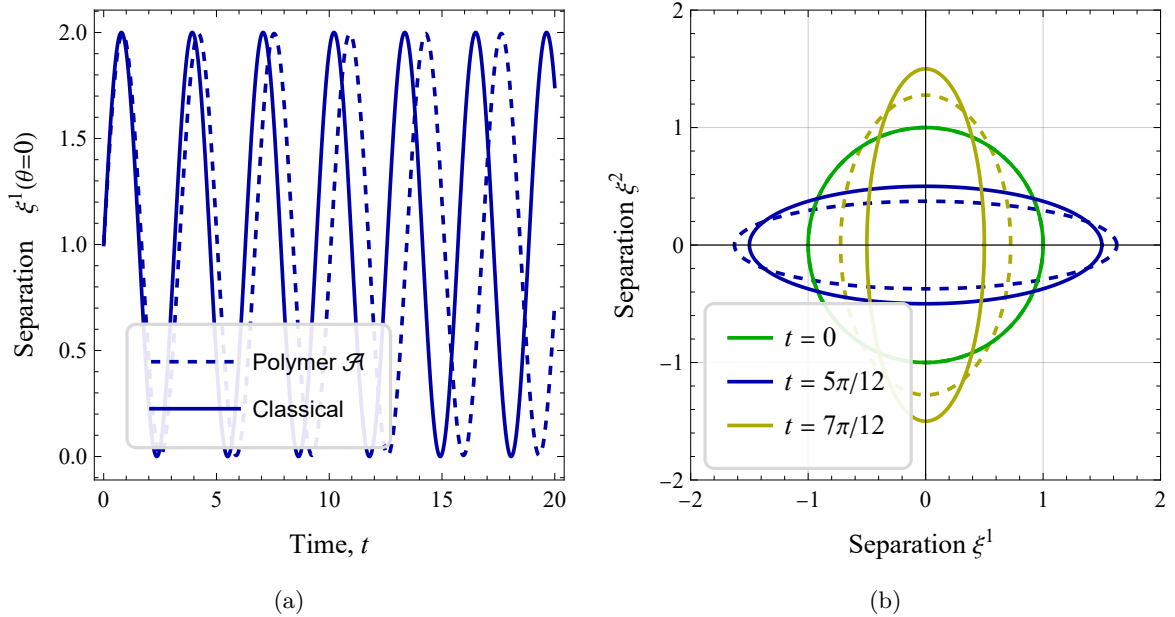 2.0
1.5
1.0
0.5
0.0
0 5 10 15 20
Separation ξ¹(θ=0)
Time, t
Polymer 𝒜
Classical
(a)
2
1
0
−1
−2
−2 −1 0 1 2
Separation ξ²
Separation ξ¹
t = 0
t = 5π/12
t = 7π/12
(b)